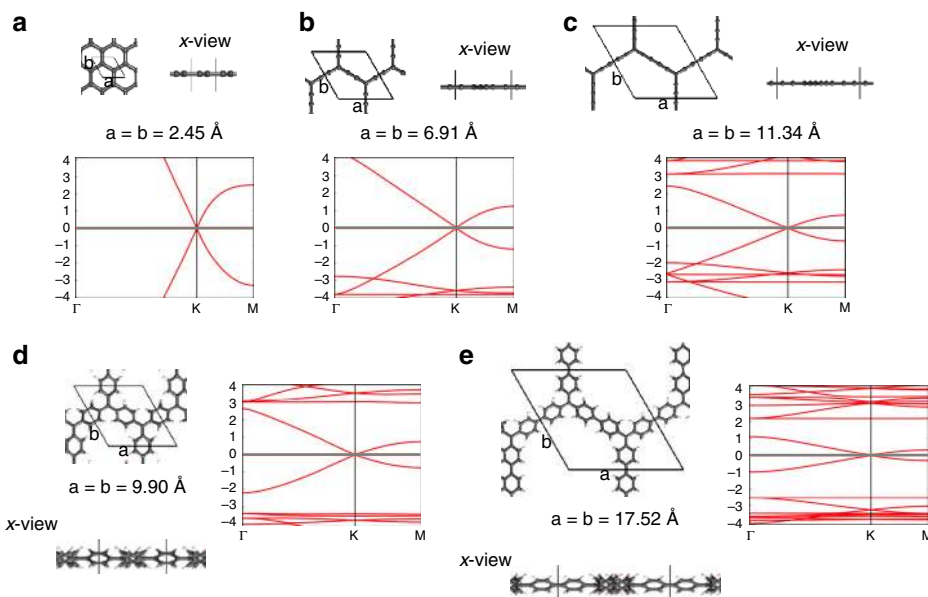 a
x-view
b
a
a = b = 2.45 Å
4
3
2
1
0
−1
−2
−3
−4
Γ
K
M
b
x-view
b
a
a = b = 6.91 Å
4
3
2
1
0
−1
−2
−3
−4
Γ
K
M
c
x-view
b
a
a = b = 11.34 Å
4
3
2
1
0
−1
−2
−3
−4
Γ
K
M
d
b
a
a = b = 9.90 Å
x-view
4
3
2
1
0
−1
−2
−3
−4
Γ
K
M
e
b
a
a = b = 17.52 Å
x-view
4
3
2
1
0
−1
−2
−3
−4
Γ
K
M